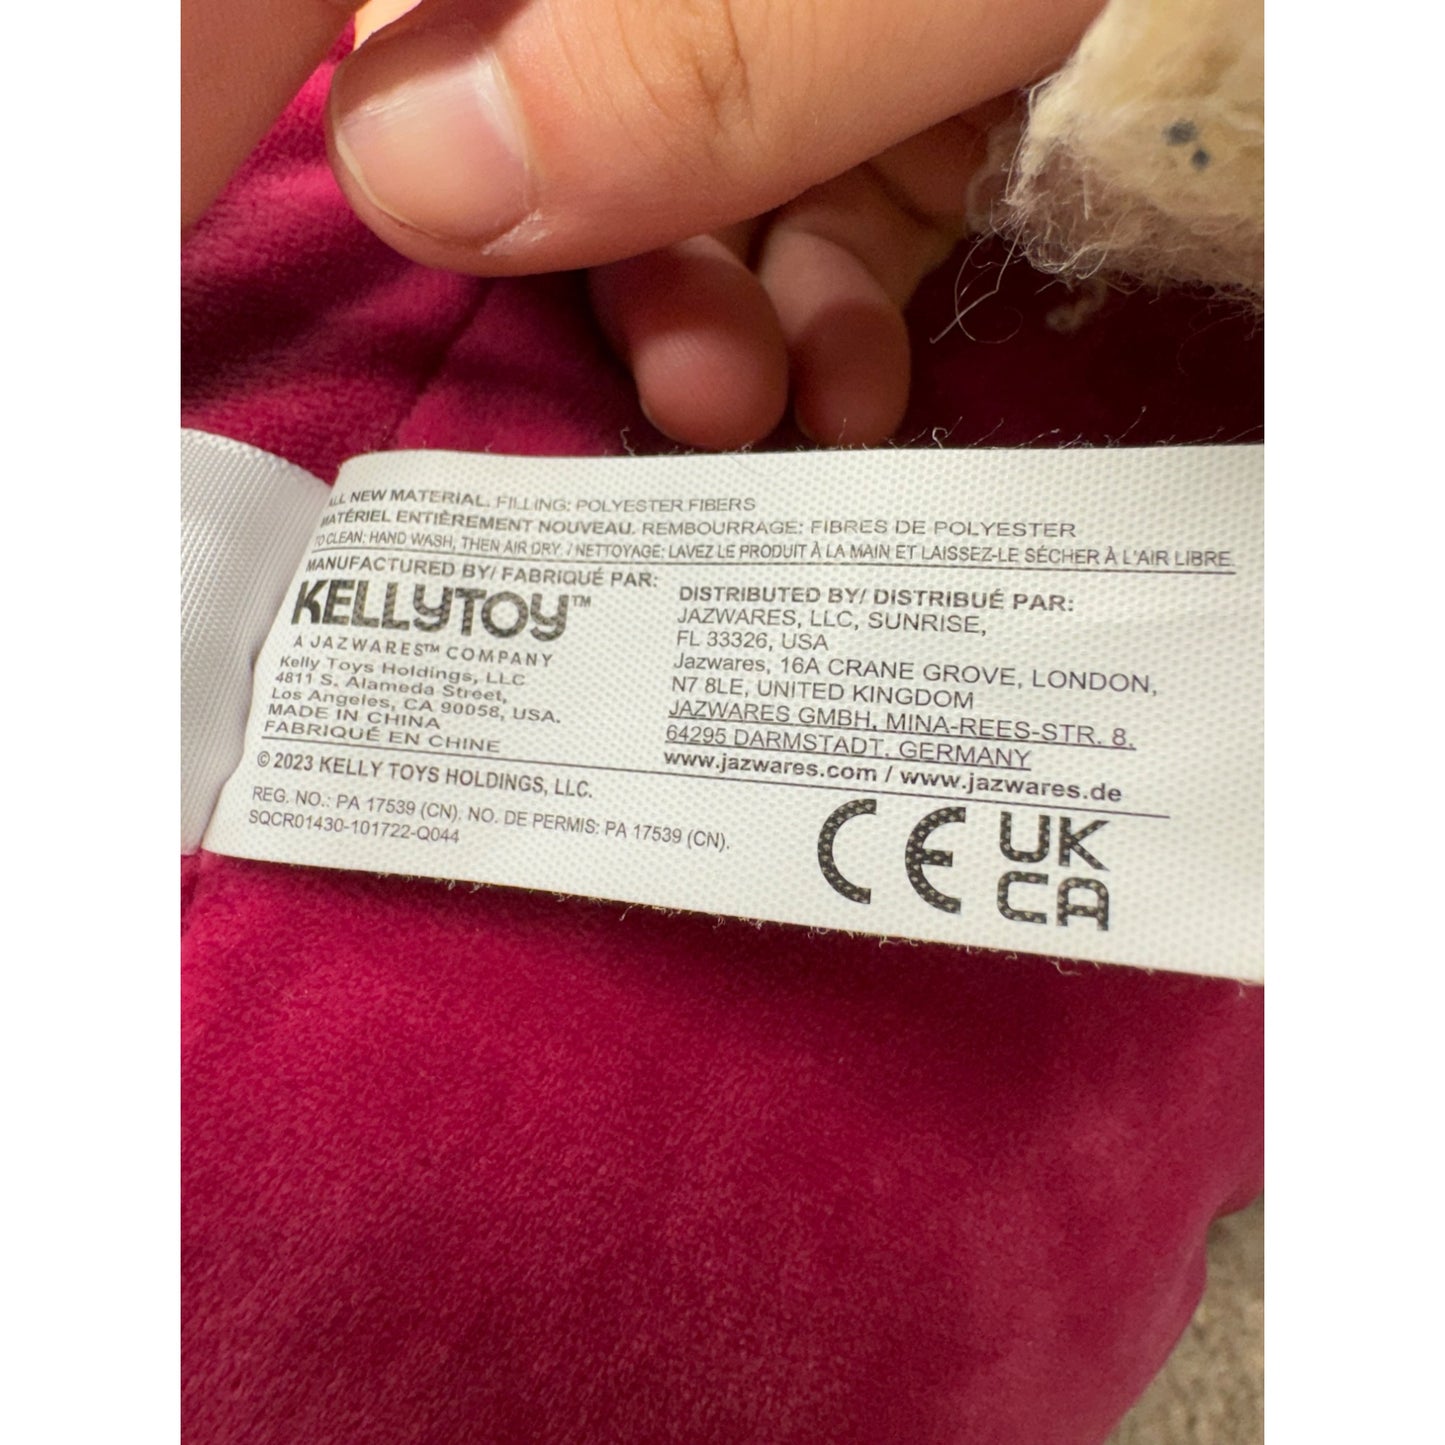 ALL NEW MATERIAL. FILLING: POLYESTER FIBERS
MATÉRIEL ENTIÈREMENT NOUVEAU. REMBOURRAGE: FIBRES DE POLYESTER
TO CLEAN: HAND WASH, THEN AIR DRY. / NETTOYAGE: LAVEZ LE PRODUIT À LA MAIN ET LAISSEZ-LE SÉCHER À L'AIR LIBRE.
MANUFACTURED BY/ FABRIQUÉ PAR:
KELLYTOY™
A JAZWARES™ COMPANY
Kelly Toys Holdings, LLC
4811 S. Alameda Street,
Los Angeles, CA 90058, USA.
MADE IN CHINA
FABRIQUÉ EN CHINE
DISTRIBUTED BY/ DISTRIBUÉ PAR:
JAZWARES, LLC, SUNRISE,
FL 33326, USA
Jazwares, 16A CRANE GROVE, LONDON,
N7 8LE, UNITED KINGDOM
JAZWARES GMBH, MINA-REES-STR. 8,
64295 DARMSTADT, GERMANY
www.jazwares.com / www.jazwares.de
© 2023 KELLY TOYS HOLDINGS, LLC.
REG. NO.: PA 17539 (CN). NO. DE PERMIS: PA 17539 (CN).
SQCR01430-101722-Q044
CE
UK
CA